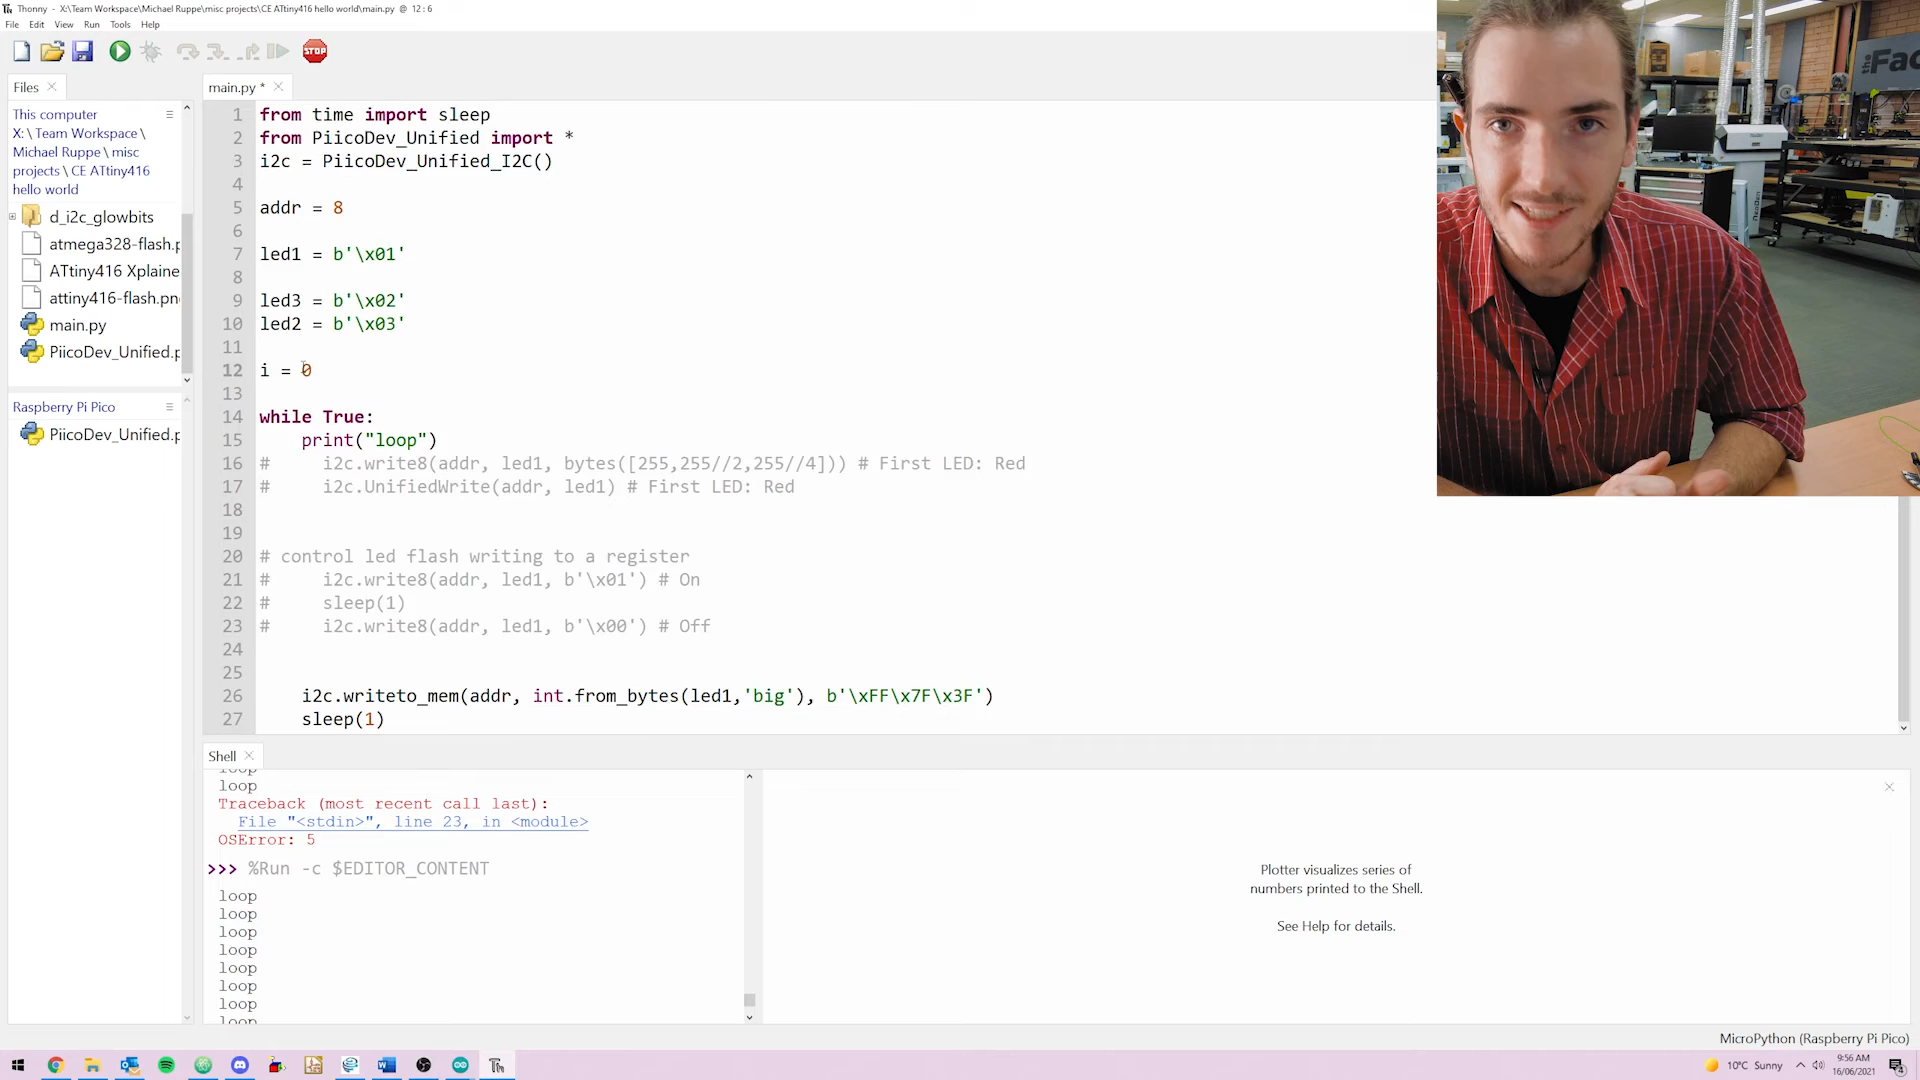 Thonny - X:\Team Workspace\Michael Ruppe\misc projects\CE ATtiny416 hello world\main.py @ 12 : 6
File Edit View Run Tools Help
STOP
Files
main.py *
This computer
X: \ Team Workspace \
Michael Ruppe \ misc
projects \ CE ATtiny416
hello world
d_i2c_glowbits
atmega328-flash.p
ATtiny416 Xplaine
attiny416-flash.pn
main.py
PiicoDev_Unified.p
Raspberry Pi Pico
PiicoDev_Unified.p
1 from time import sleep
2 from PiicoDev_Unified import *
3 i2c = PiicoDev_Unified_I2C()
4
5 addr = 8
6
7 led1 = b'\x01'
8
9 led3 = b'\x02'
10 led2 = b'\x03'
11
12 i = 0
13
14 while True:
15 print("loop")
16 # i2c.write8(addr, led1, bytes([255,255//2,255//4])) # First LED: Red
17 # i2c.UnifiedWrite(addr, led1) # First LED: Red
18
19
20 # control led flash writing to a register
21 # i2c.write8(addr, led1, b'\x01') # On
22 # sleep(1)
23 # i2c.write8(addr, led1, b'\x00') # Off
24
25
26 i2c.writeto_mem(addr, int.from_bytes(led1,'big'), b'\xFF\x7F\x3F')
27 sleep(1)
Shell
loop
loop
Traceback (most recent call last):
File "<stdin>", line 23, in <module>
OSError: 5
>>> %Run -c $EDITOR_CONTENT
loop
loop
loop
loop
loop
loop
loop
loop
Plotter visualizes series of
numbers printed to the Shell.
See Help for details.
MicroPython (Raspberry Pi Pico)
10°C Sunny
9:56 AM
16/06/2021
the Fac